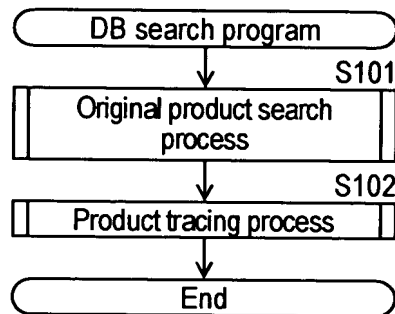 DB search program
S101
Original product search
process
S102
Product tracing process
End